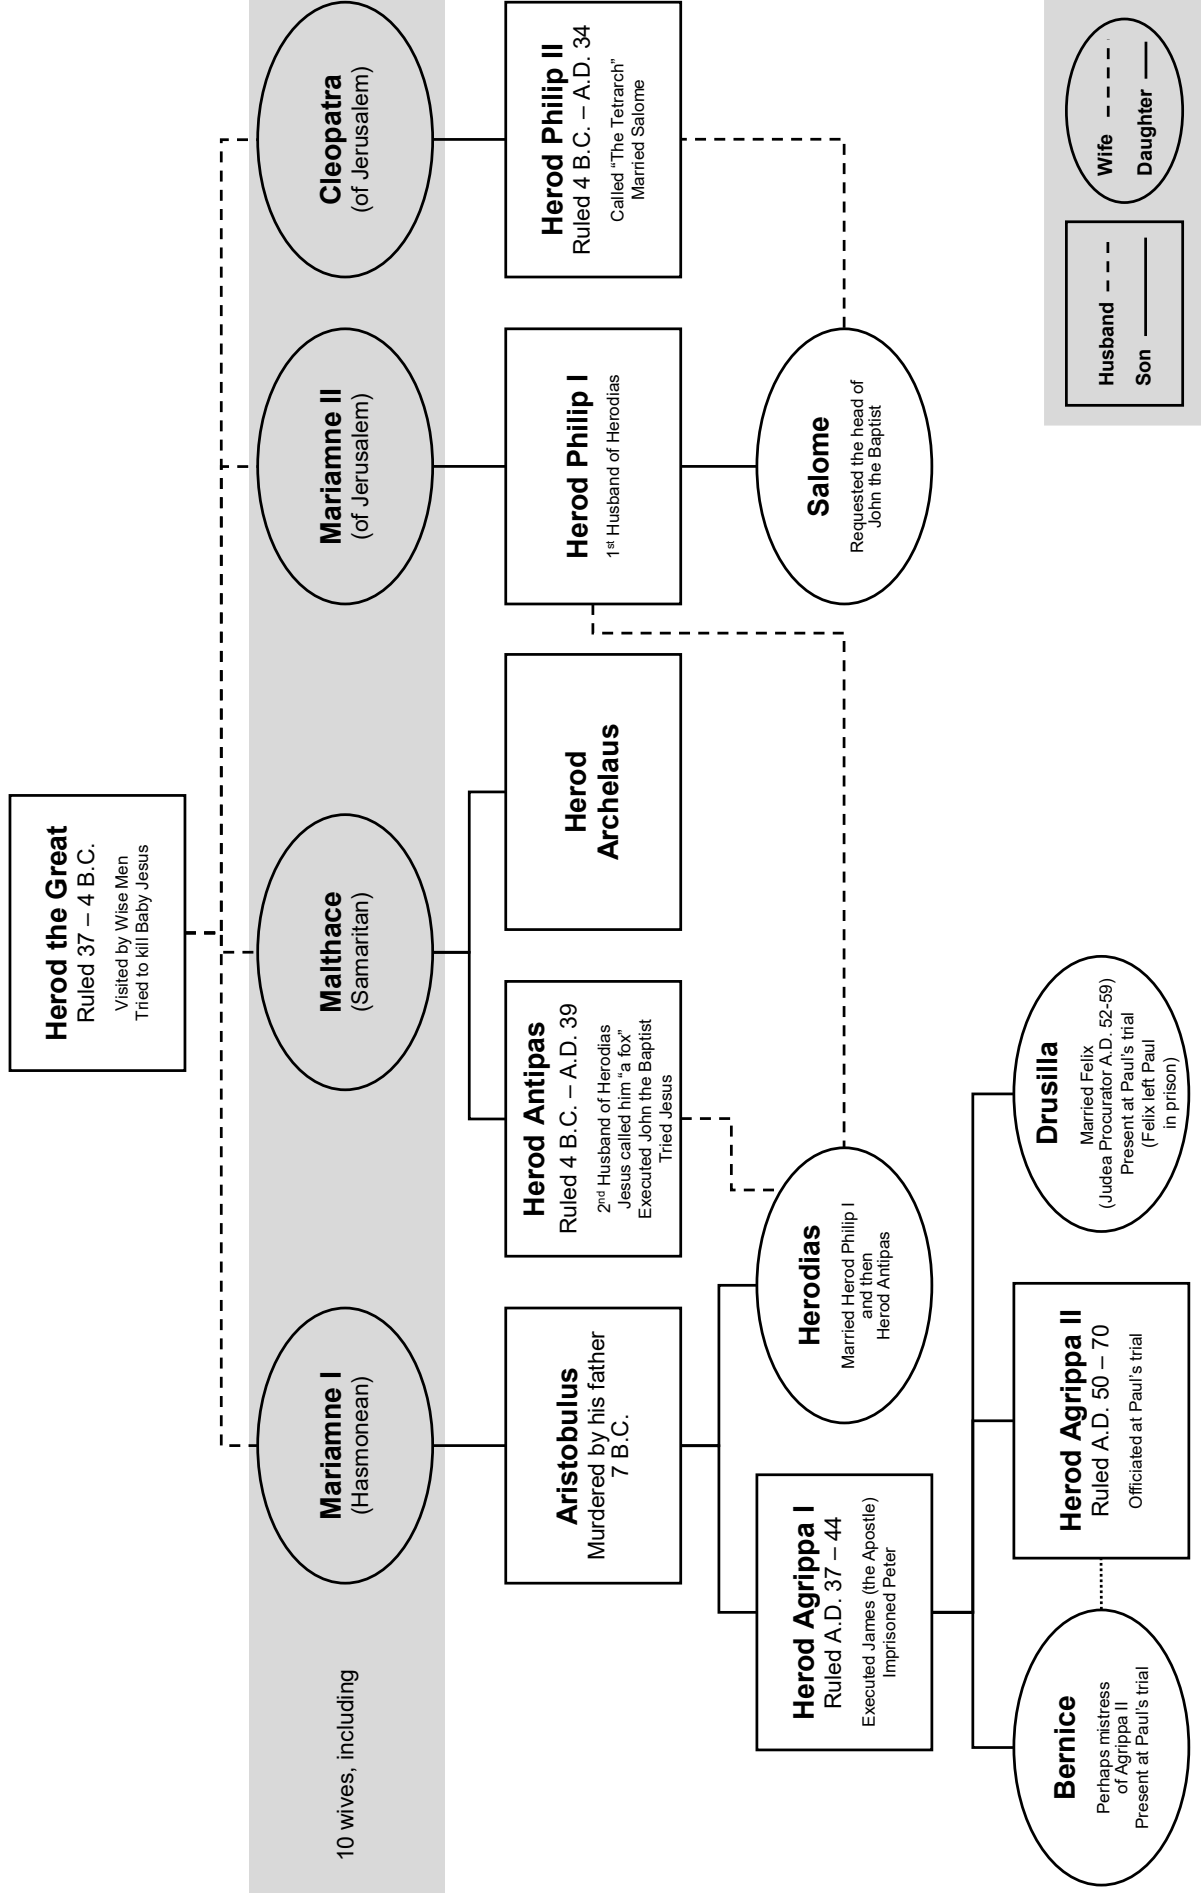 Herod the Great
Ruled 37 – 4 B.C.
Visited by Wise Men
Tried to kill Baby Jesus
10 wives, including
Mariamne I
(Hasmonean)
Malthace
(Samaritan)
Mariamne II
(of Jerusalem)
Cleopatra
(of Jerusalem)
Aristobulus
Murdered by his father
7 B.C.
Herod Antipas
Ruled 4 B.C. – A.D. 39
2nd Husband of Herodias
Jesus called him “a fox”
Executed John the Baptist
Tried Jesus
Herod
Archelaus
Herod Philip I
1st Husband of Herodias
Herod Philip II
Ruled 4 B.C. – A.D. 34
Called “The Tetrarch”
Married Salome
Herod Agrippa I
Ruled A.D. 37 – 44
Executed James (the Apostle)
Imprisoned Peter
Herodias
Married Herod Philip I
and then
Herod Antipas
Salome
Requested the head of
John the Baptist
Bernice
Perhaps mistress
of Agrippa II
Present at Paul’s trial
Herod Agrippa II
Ruled A.D. 50 – 70
Officiated at Paul’s trial
Drusilla
Married Felix
(Judea Procurator A.D. 52-59)
Present at Paul’s trial
(Felix left Paul
in prison)
Husband
Son
Wife
Daughter